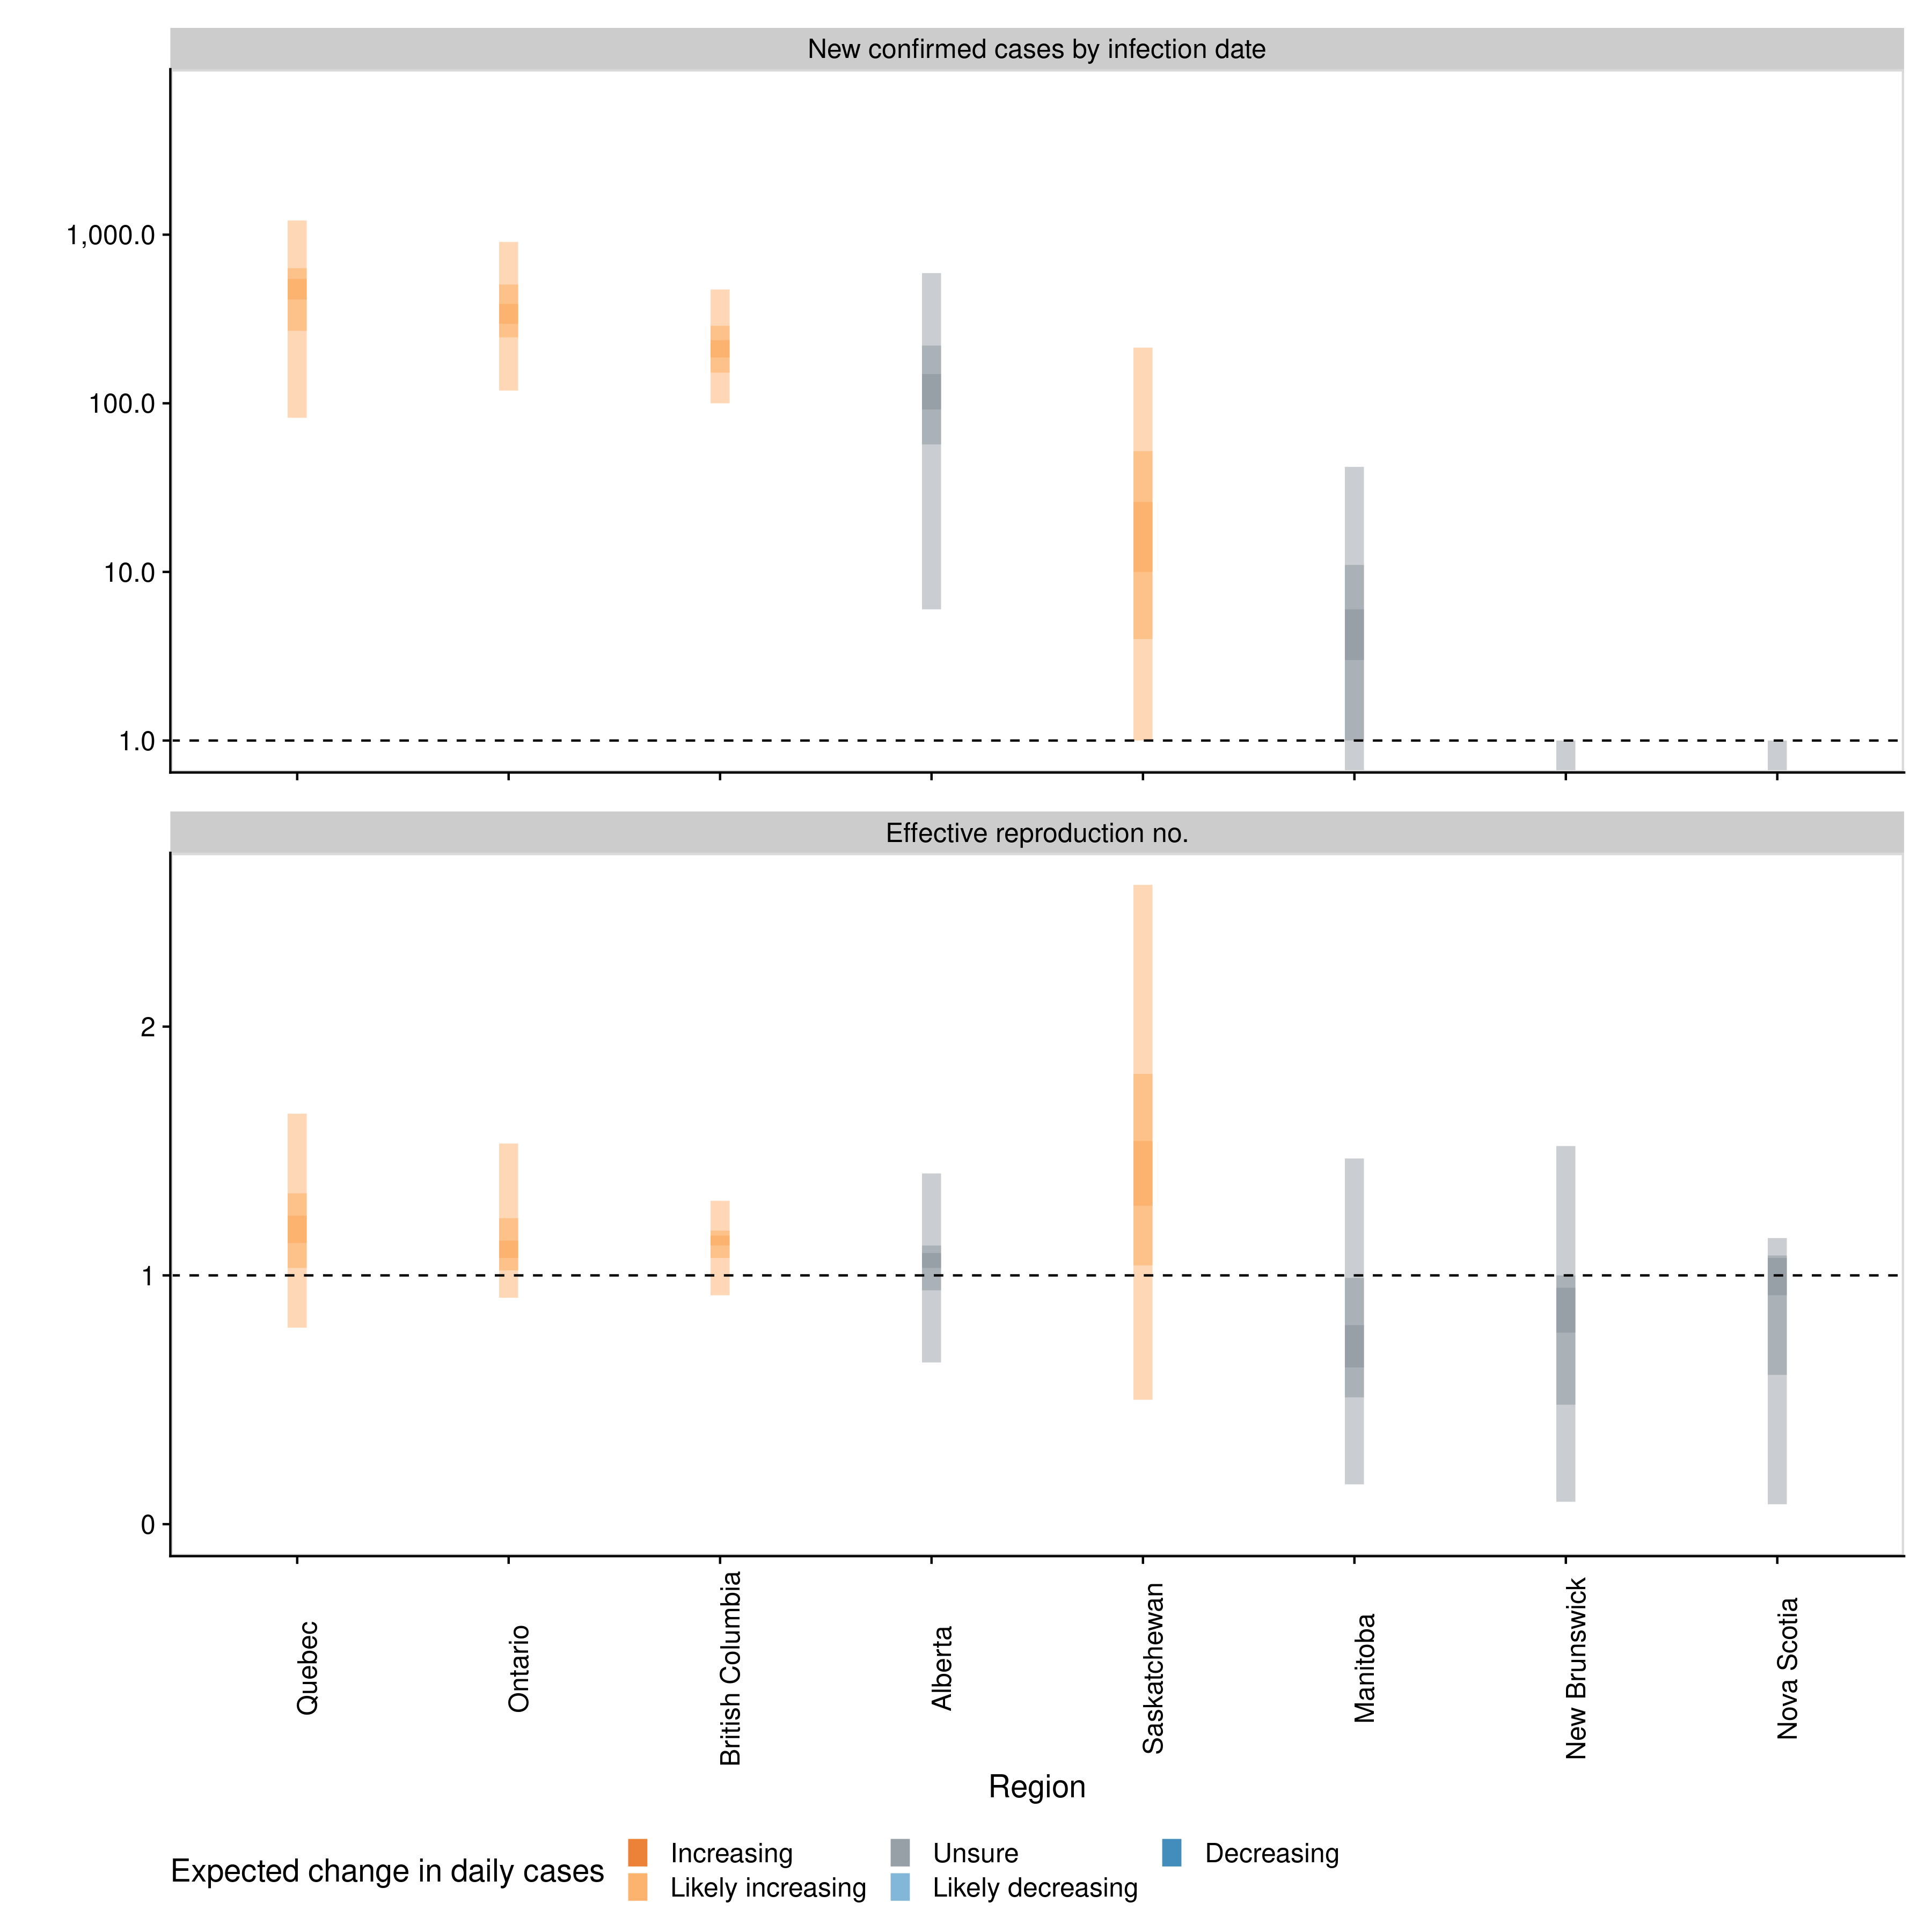 New confirmed cases by infection date
1,000.0
100.0
10.0
1.0
Effective reproduction no.
2
1
0
Quebec
Ontario
British Columbia
Alberta
Saskatchewan
Manitoba
New Brunswick
Nova Scotia
Region
Expected change in daily cases
Increasing
Likely increasing
Unsure
Likely decreasing
Decreasing